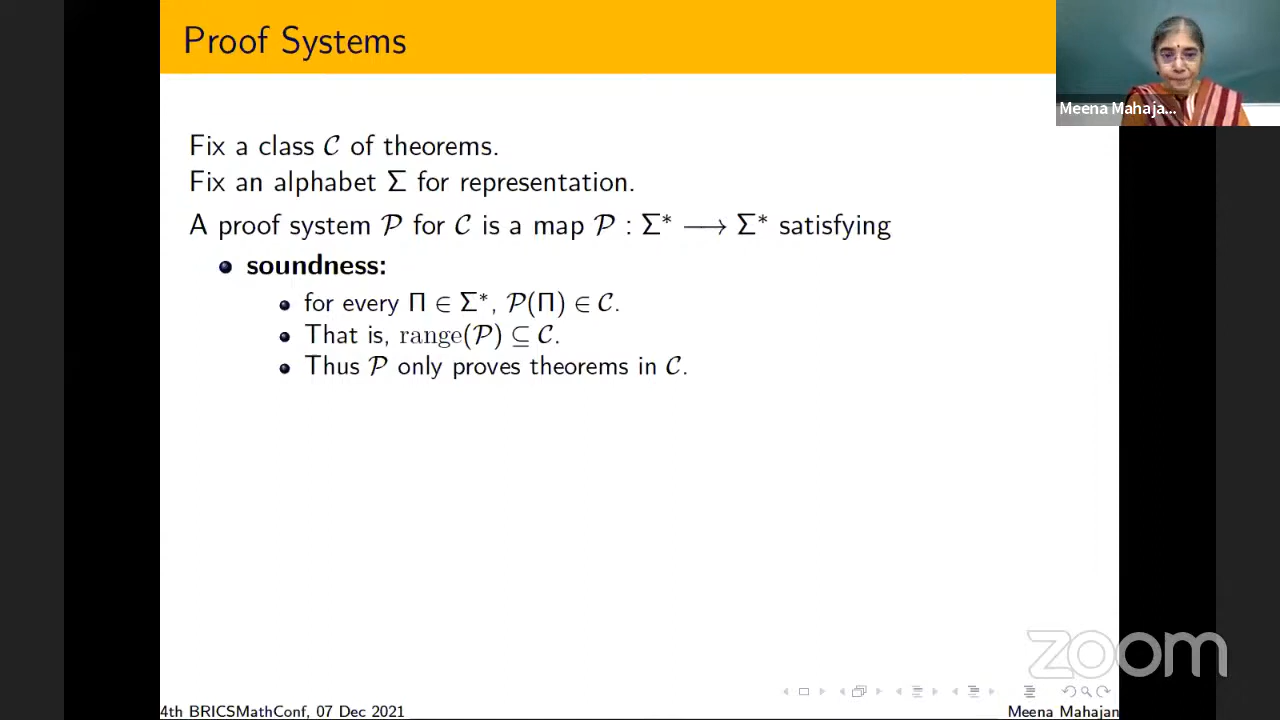 Proof Systems
Meena Mahaja...
Fix a class 𝒞 of theorems.
Fix an alphabet Σ for representation.
A proof system 𝒫 for 𝒞 is a map 𝒫 : Σ* ⟶ Σ* satisfying
soundness:
for every Π ∈ Σ*, 𝒫(Π) ∈ 𝒞.
That is, range(𝒫) ⊆ 𝒞.
Thus 𝒫 only proves theorems in 𝒞.
zoom
4th BRICSMathConf, 07 Dec 2021
Meena Mahajan